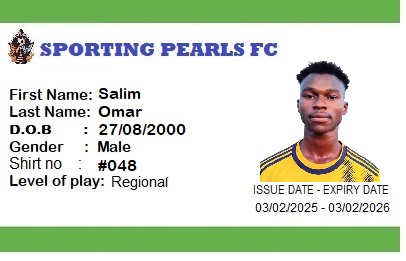 SPORTING PEARLS FC
First Name: Salim
Last Name: Omar
D.O.B : 27/08/2000
Gender : Male
Shirt no : #048
Level of play: Regional
ISSUE DATE - EXPIRY DATE
03/02/2025 - 03/02/2026